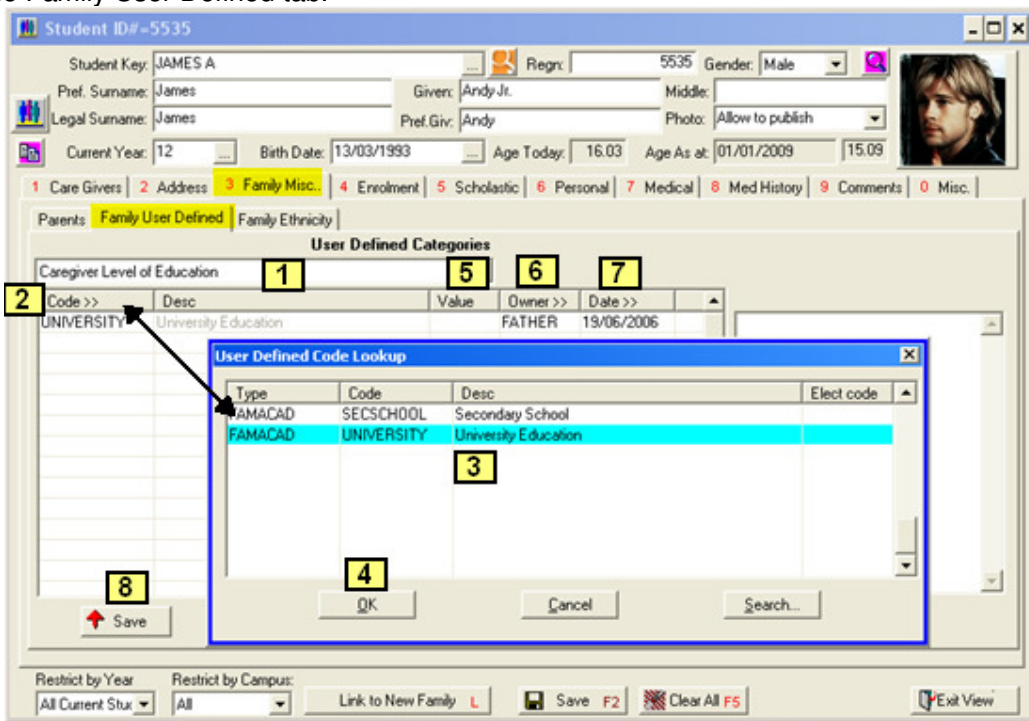 e Family User Defined tab.
Student ID#=5535
Student Key: JAMES A ... Regn: 5535 Gender: Male
Pref. Surname: James Given: Andy Jr. Middle:
Legal Surname: James Pref.Giv: Andy Photo: Allow to publish
Current Year: 12 ... Birth Date: 13/03/1993 ... Age Today: 16.03 Age As at: 01/01/2009 15.09
1 Care Givers 2 Address 3 Family Misc.. 4 Enrolment 5 Scholastic 6 Personal 7 Medical 8 Med History 9 Comments 0 Misc.
Parents Family User Defined Family Ethnicity
User Defined Categories
Caregiver Level of Education 1 5 6 7
2 Code >> Desc Value Owner >> Date >>
UNIVERSITY University Education FATHER 19/06/2006
User Defined Code Lookup
Type Code Desc Elect code
FAMACAD SECSCHOOL Secondary School
FAMACAD UNIVERSITY University Education
3
4
8
OK Cancel Search...
Save
Restrict by Year Restrict by Campus:
All Current Stuc All Link to New Family L Save F2 Clear All F5 Exit View